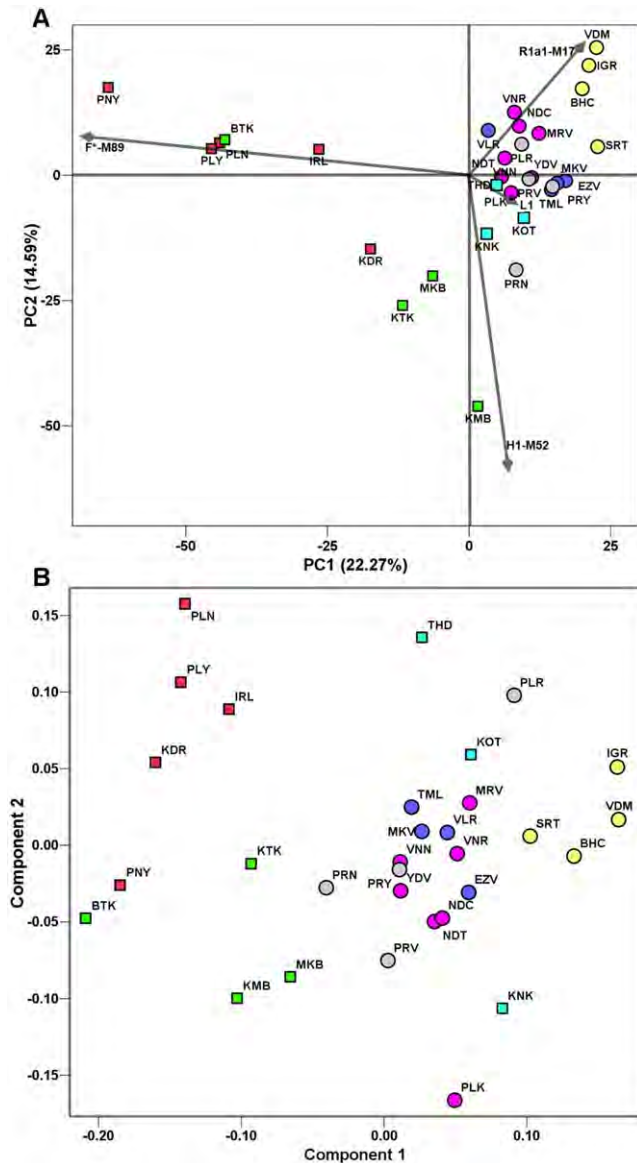 A
VDM
R1a1-M17
IGR
25
BHC
PNY
VNR
NDC
BTK
MRV
SRT
VLR
F*-M89
PLY
PLN
IRL
NDT
PLR
VNN
YDV
MKV
0
THD
EZV
PLK
PRV
L1
TML
PRY
KOT
KDR
KNK
MKB
PRN
-25
KTK
KMB
H1-M52
-50
PC2 (14.59%)
-50 -25 0 25
PC1 (22.27%)
B
0.15
PLN
THD
PLY
PLR
0.10
IRL
KDR
KOT
IGR
0.05
TML
MRV
VDM
MKV
VLR
SRT
0.00
KTK
VNN
VNR
BHC
PNY
PRN
YDV
PRY
EZV
BTK
NDC
-0.05
NDT
MKB
PRV
KMB
KNK
-0.10
-0.15
PLK
Component 2
-0.20 -0.10 0.00 0.10
Component 1